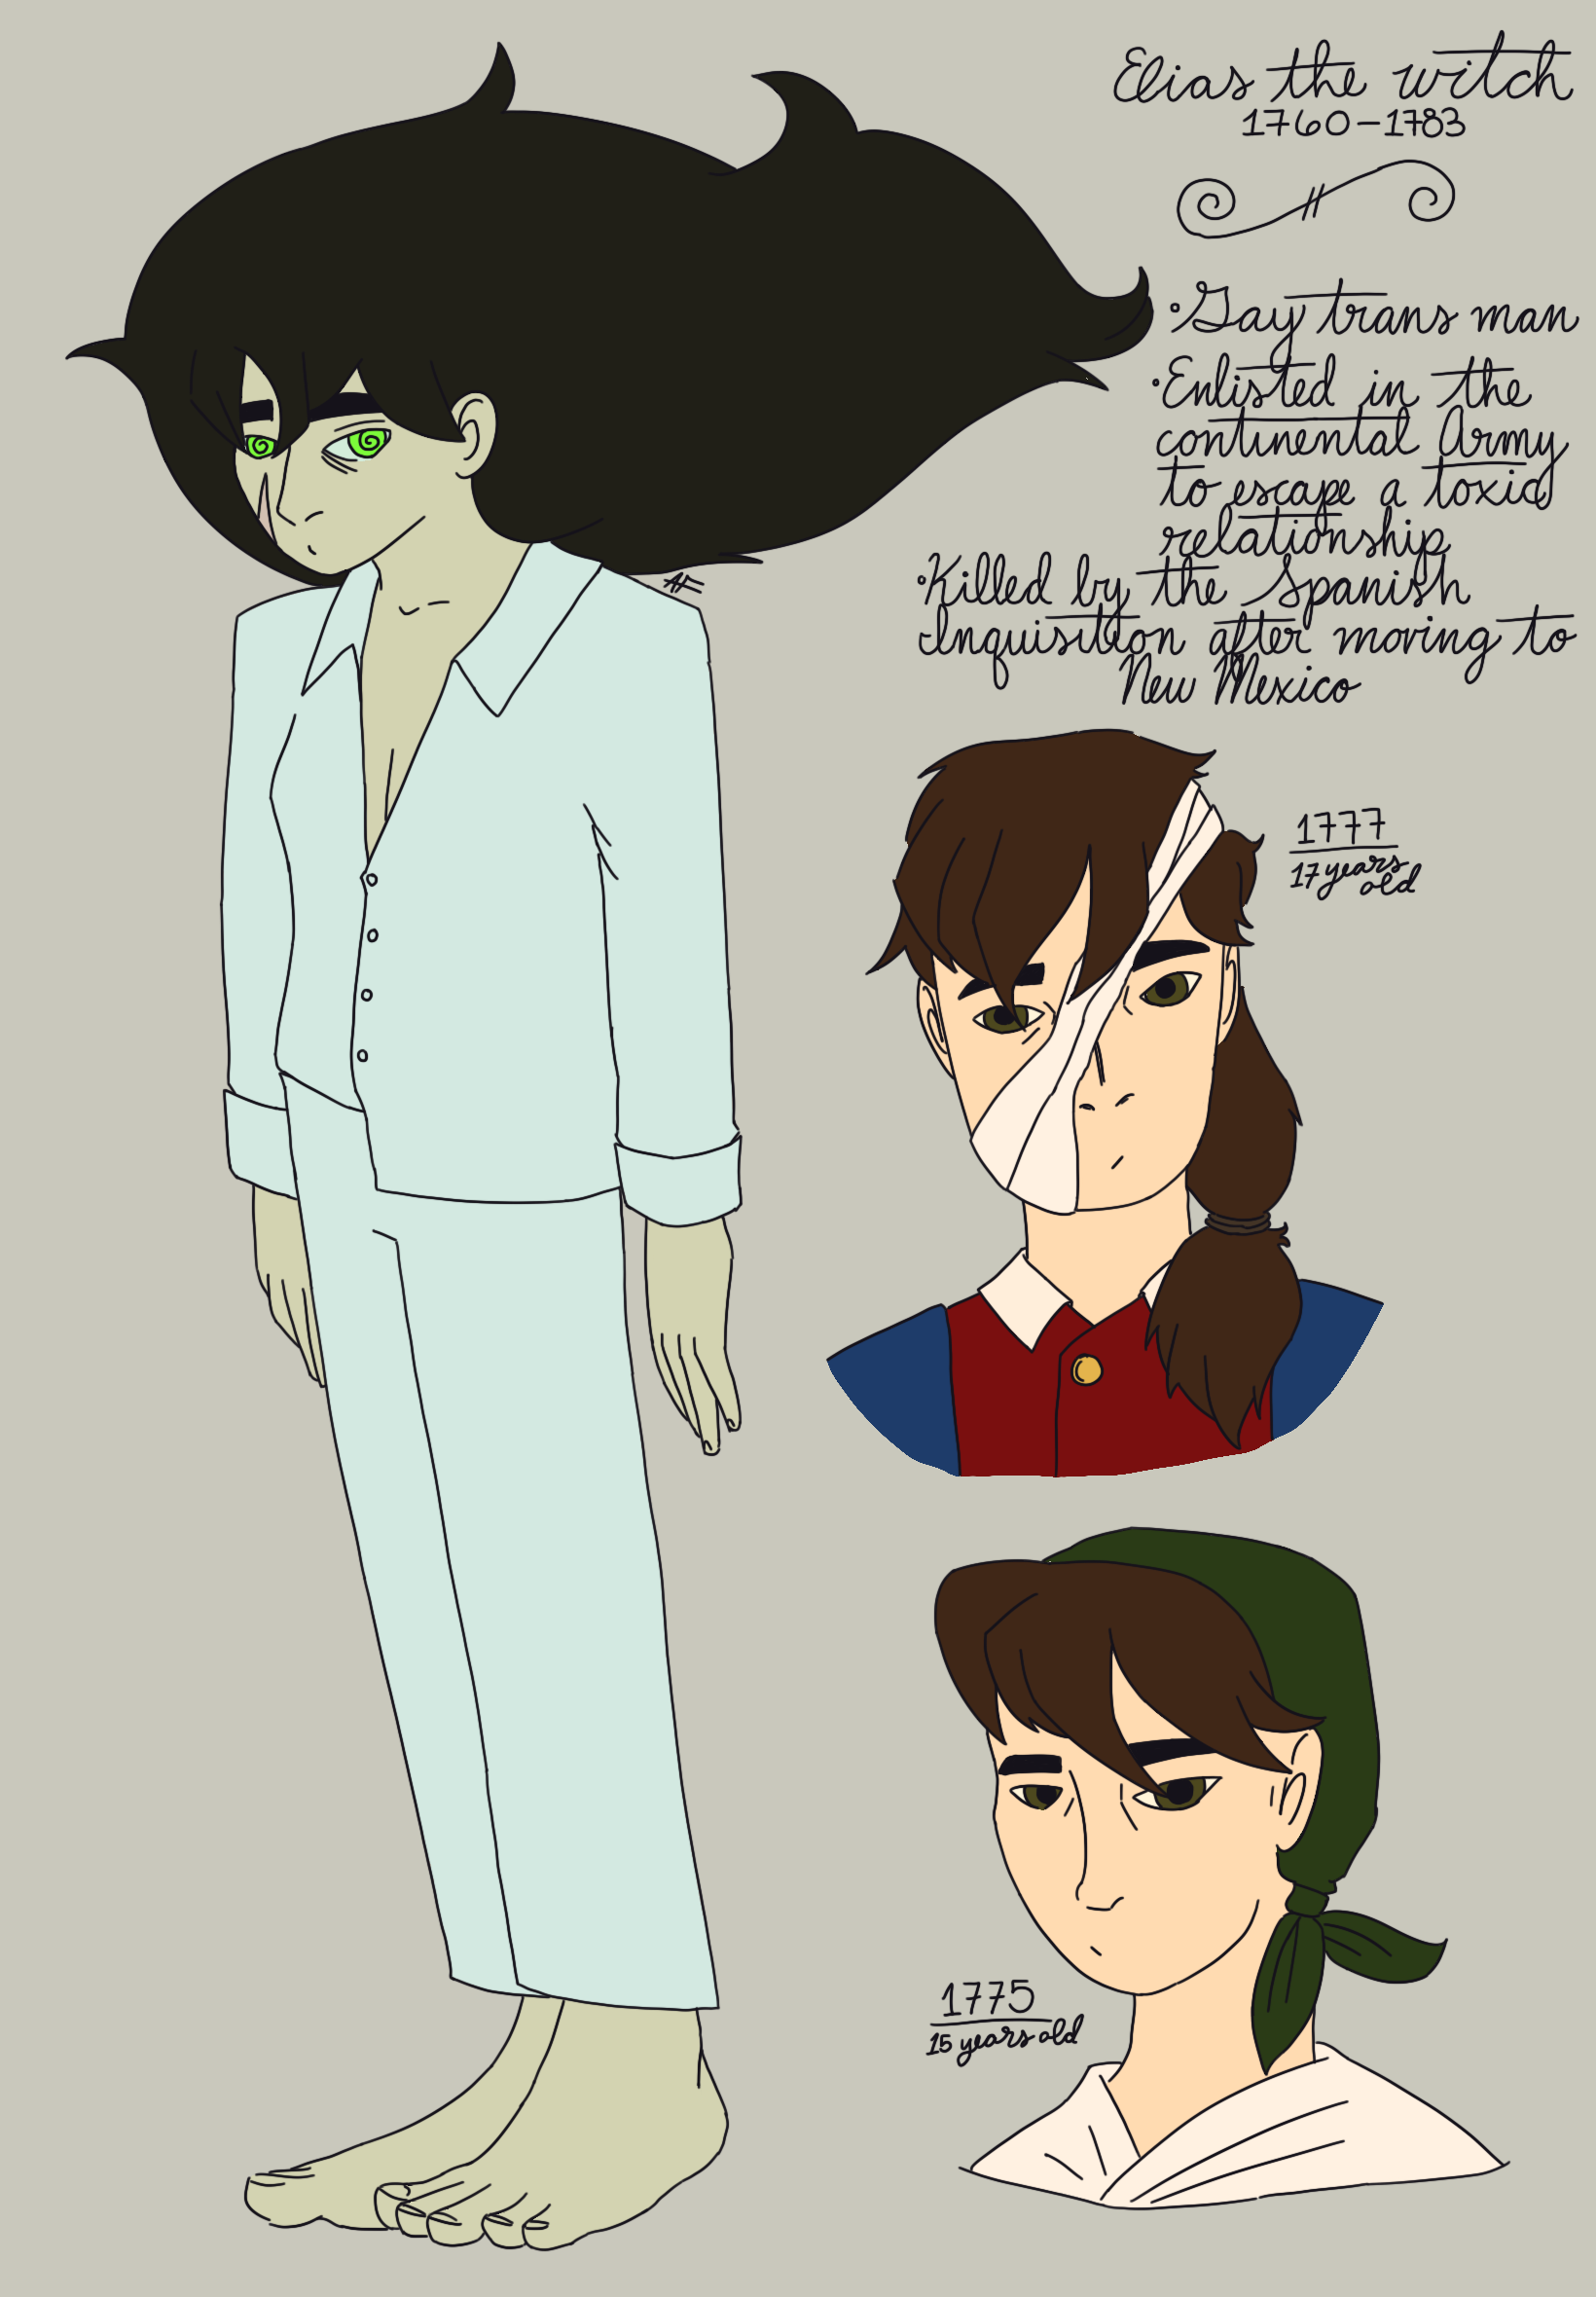 Elias the witch
1760-1783
•Gay trans man
•Enlisted in the
continental Army
to escape a toxic
relationship
•Killed by the Spanish
Inquisition after moving to
New Mexico
1777
17 years
old
1775
15 years old